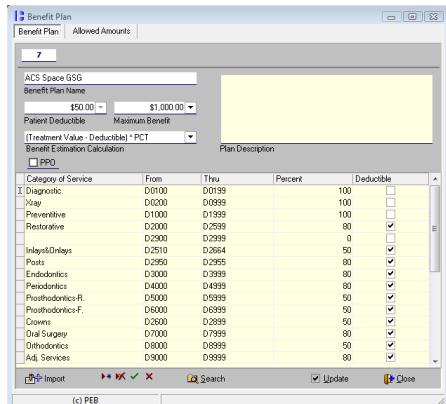 Benefit Plan
Benefit Plan Allowed Amounts
7
ACS Space GSG
Benefit Plan Name
$50.00 $1,000.00
Patient Deductible Maximum Benefit
(Treatment Value - Deductible) * PCT
Benefit Estimation Calculation Plan Description
PPO
Category of Service From Thru Percent Deductible
Diagnostic D0100 D0199 100
Xray D0200 D0999 100
Preventitive D1000 D1999 100
Restorative D2000 D2599 80
D2900 D2999 0
Inlays&Onlays D2510 D2664 50
Posts D2950 D2955 80
Endodontics D3000 D3999 80
Periodontics D4000 D4999 80
Prosthodontics-R. D5000 D5999 50
Prosthodontics-F. D6000 D6999 50
Crowns D2600 D2899 50
Oral Surgery D7000 D7999 80
Orthodontics D8000 D8999 50
Adj. Services D9000 D9999 80
Import Search Update Close
(c) PEB